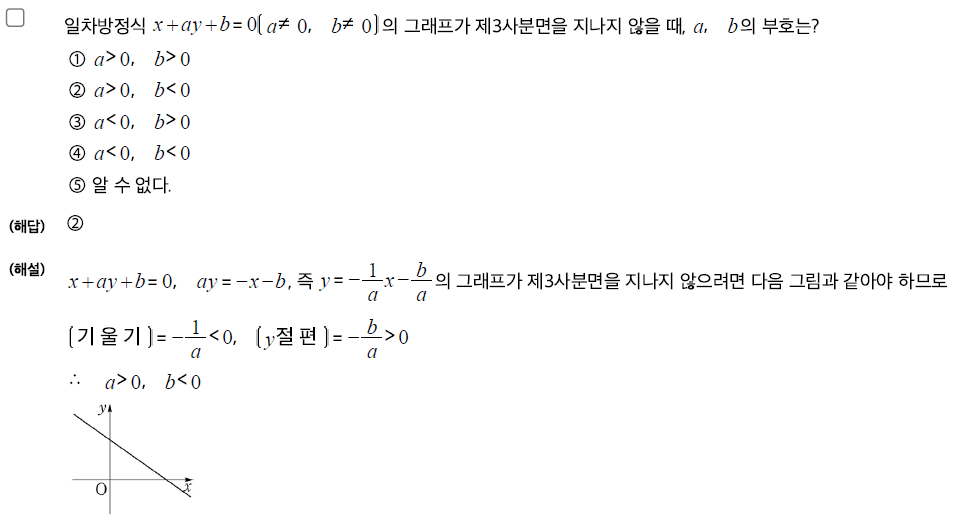 일차방정식 x+ay+b=0(a≠0, b≠0)의 그래프가 제3사분면을 지나지 않을 때, a, b의 부호는?
① a>0, b>0
② a>0, b<0
③ a<0, b>0
④ a<0, b<0
⑤ 알 수 없다.
(해답) ②
(해설) x+ay+b=0, ay=-x-b, 즉 y=-\frac{1}{a}x-\frac{b}{a}의 그래프가 제3사분면을 지나지 않으려면 다음 그림과 같아야 하므로
(기울기)=-\frac{1}{a}<0, (y절편)=-\frac{b}{a}>0
∴ a>0, b<0
y
O x